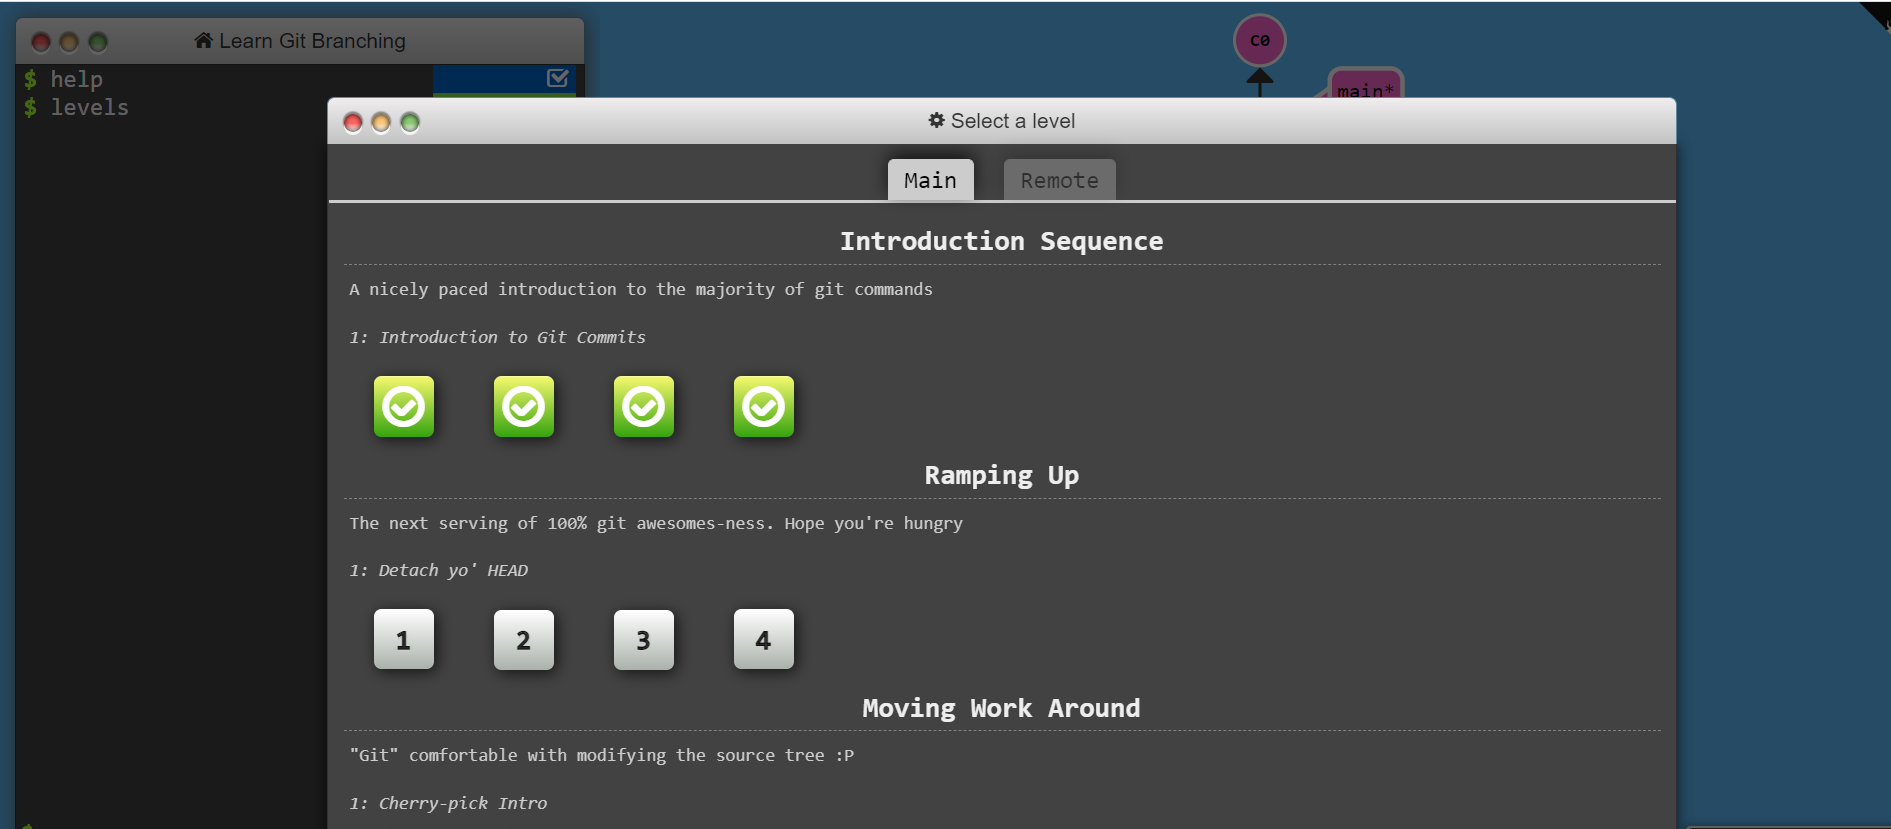 Learn Git Branching
$ help
$ levels
C0
main*
Select a level
Main
Remote
Introduction Sequence
A nicely paced introduction to the majority of git commands
1: Introduction to Git Commits
Ramping Up
The next serving of 100% git awesomes-ness. Hope you're hungry
1: Detach yo' HEAD
1 2 3 4
Moving Work Around
"Git" comfortable with modifying the source tree :P
1: Cherry-pick Intro